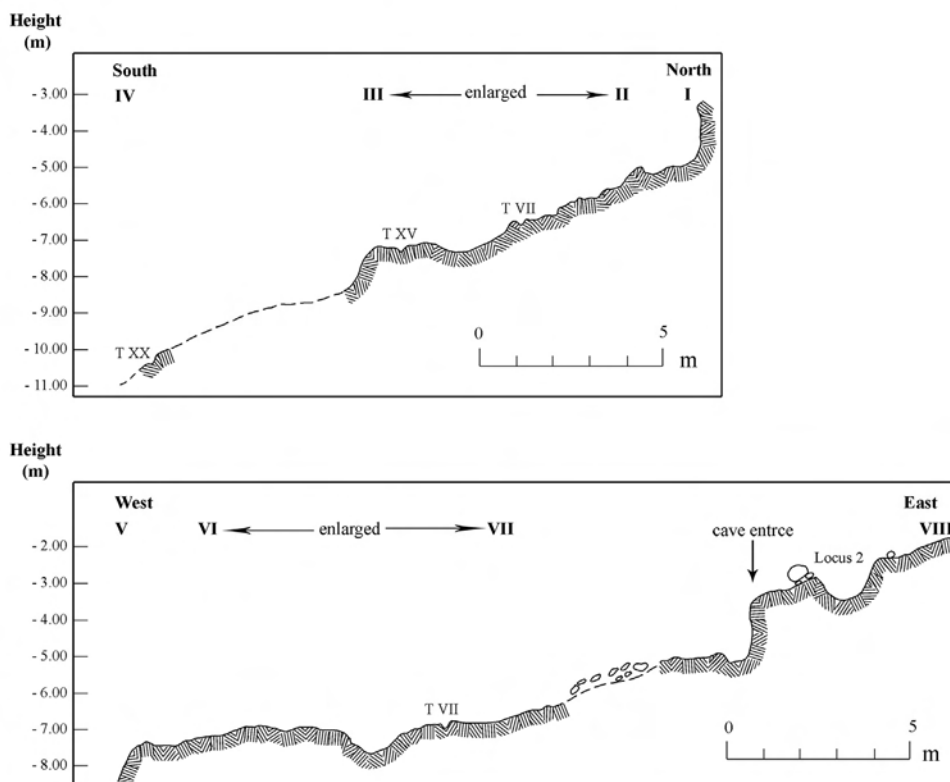 Height
(m)
South North
IV III enlarged II I
- 3.00
- 4.00
- 5.00
- 6.00
- 7.00
- 8.00
- 9.00
- 10.00
- 11.00
T VII
T XV
T XX
0 5
m
Height
(m)
West East
V VI enlarged VII cave entrce VIII
- 2.00
- 3.00
- 4.00
- 5.00
- 6.00
- 7.00
- 8.00
Locus 2
T VII
0 5
m